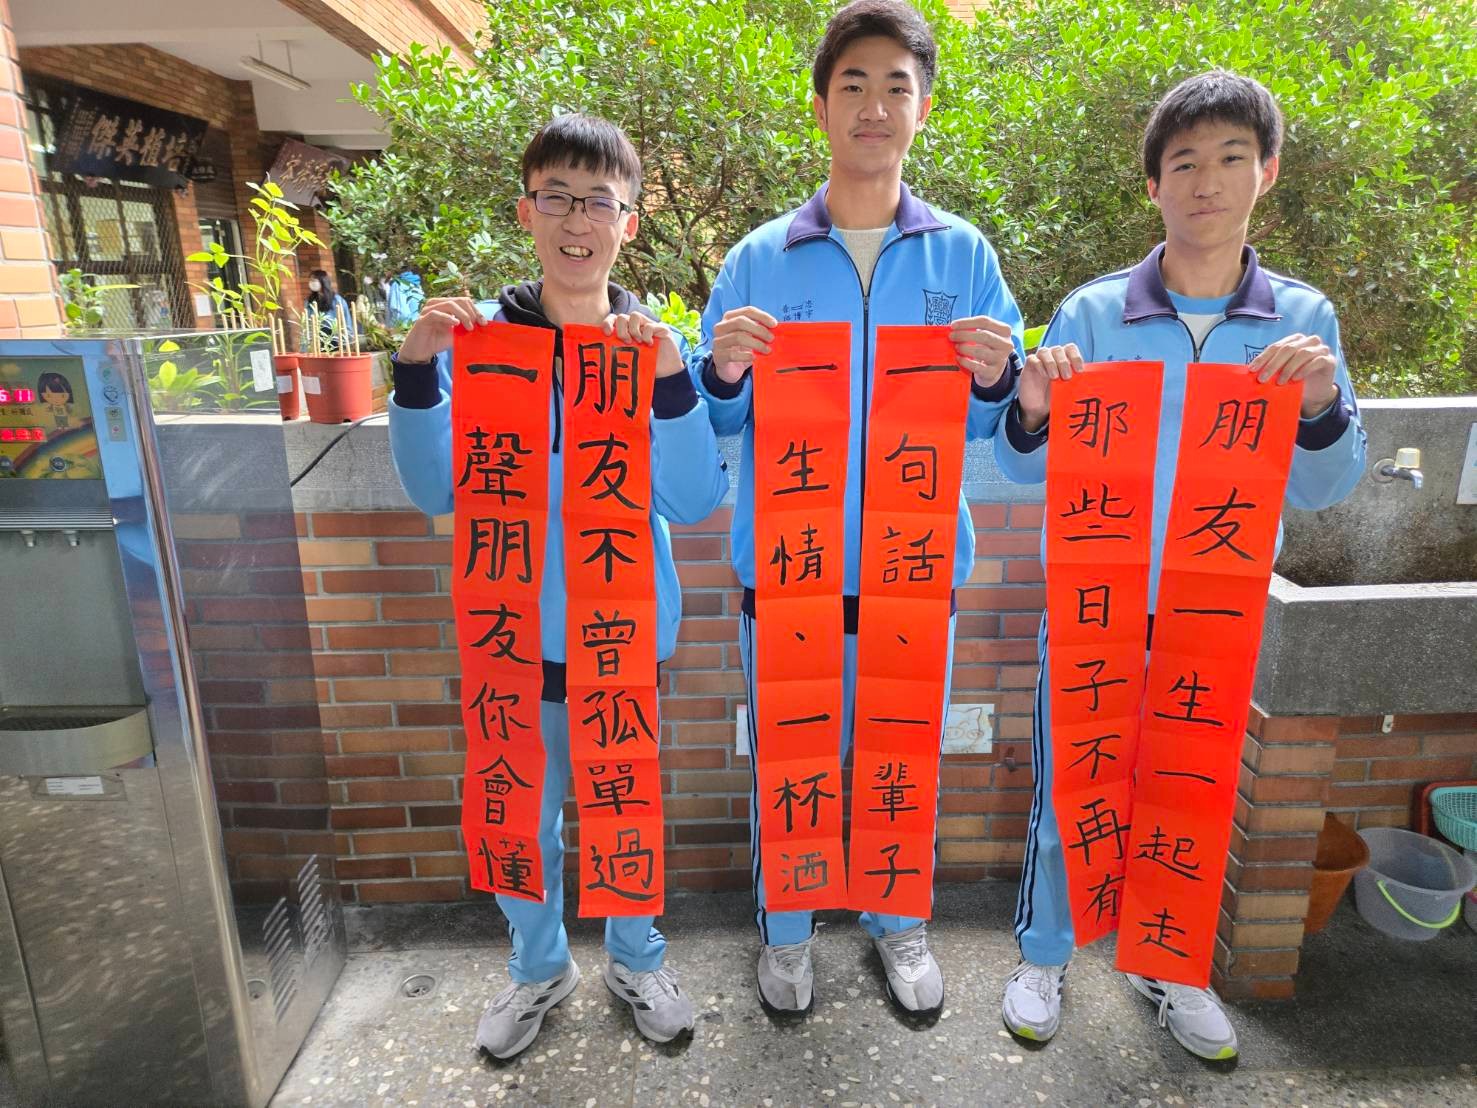 朋友一生一起走
那些日子不再有
一句話、一輩子
一生情、一杯酒
朋友不曾孤單過
一聲朋友你會懂
培植英傑